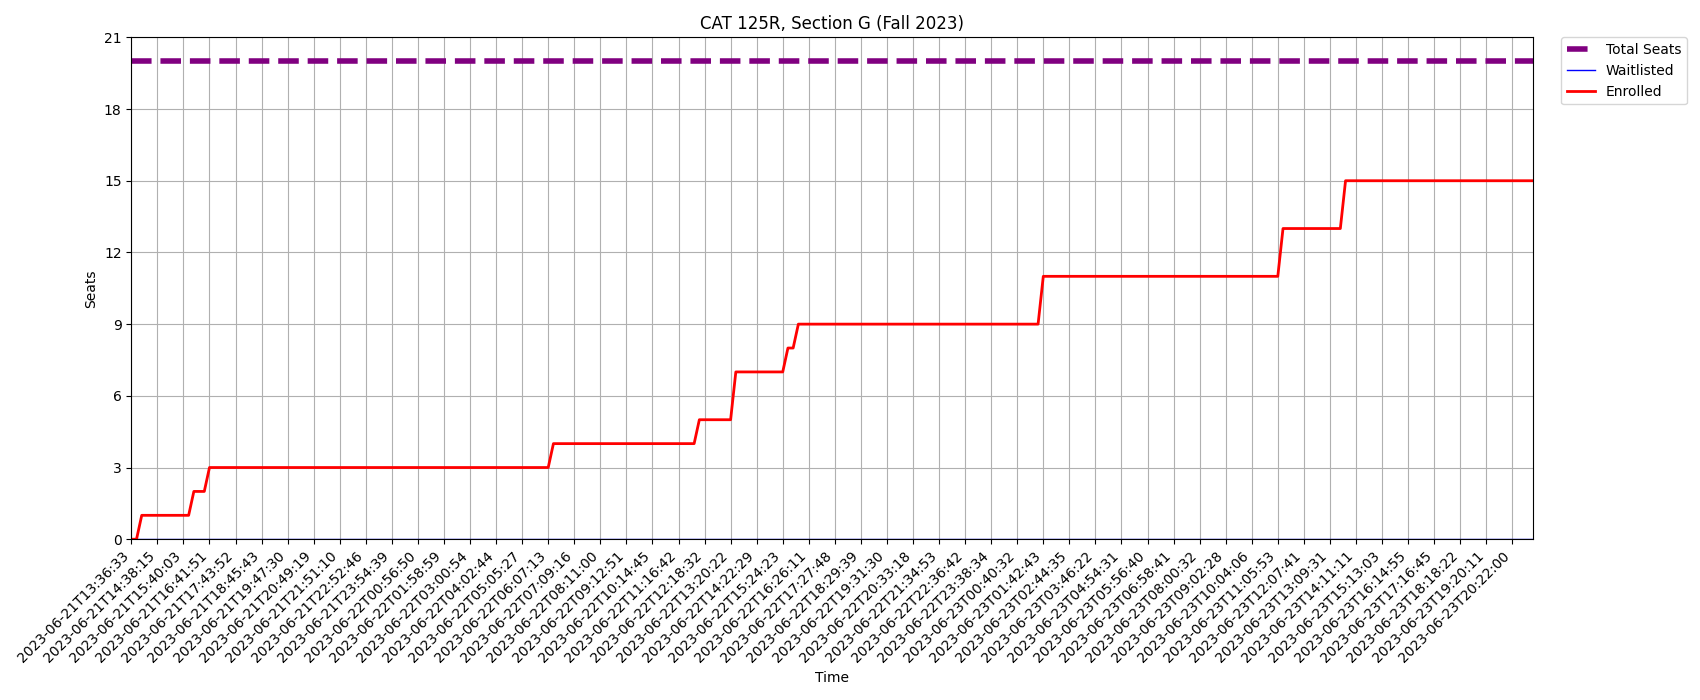 CAT 125R, Section G (Fall 2023)
Total Seats
Waitlisted
Enrolled
Seats
21
18
15
12
9
6
3
0
2023-06-21T13:36:33
2023-06-21T14:38:15
2023-06-21T15:40:03
2023-06-21T16:41:51
2023-06-21T17:43:52
2023-06-21T18:45:43
2023-06-21T19:47:30
2023-06-21T20:49:19
2023-06-21T21:51:10
2023-06-21T22:52:46
2023-06-21T23:54:39
2023-06-22T00:56:50
2023-06-22T01:58:59
2023-06-22T03:00:54
2023-06-22T04:02:44
2023-06-22T05:05:27
2023-06-22T06:07:13
2023-06-22T07:09:16
2023-06-22T08:11:00
2023-06-22T09:12:51
2023-06-22T10:14:45
2023-06-22T11:16:42
2023-06-22T12:18:32
2023-06-22T13:20:22
2023-06-22T14:22:29
2023-06-22T15:24:23
2023-06-22T16:26:11
2023-06-22T17:27:48
2023-06-22T18:29:39
2023-06-22T19:31:30
2023-06-22T20:33:18
2023-06-22T21:34:53
2023-06-22T22:36:42
2023-06-22T23:38:34
2023-06-23T00:40:32
2023-06-23T01:42:43
2023-06-23T02:44:35
2023-06-23T03:46:22
2023-06-23T04:54:31
2023-06-23T05:56:40
2023-06-23T06:58:41
2023-06-23T08:00:32
2023-06-23T09:02:28
2023-06-23T10:04:06
2023-06-23T11:05:53
2023-06-23T12:07:41
2023-06-23T13:09:31
2023-06-23T14:11:11
2023-06-23T15:13:03
2023-06-23T16:14:55
2023-06-23T17:16:45
2023-06-23T18:18:22
2023-06-23T19:20:11
2023-06-23T20:22:00
Time